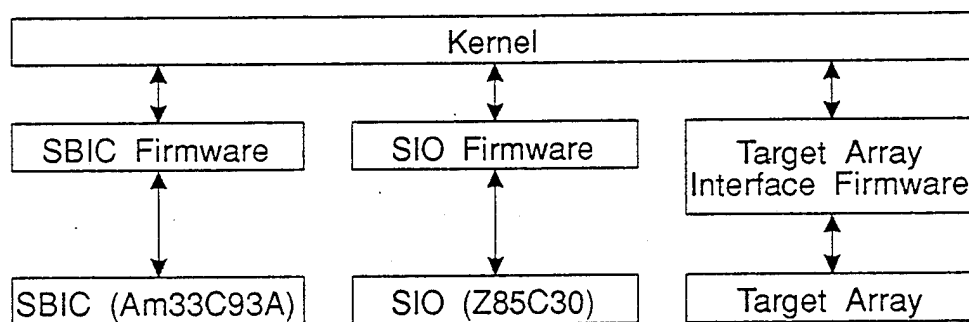 Kernel
SBIC Firmware
SIO Firmware
Target Array
Interface Firmware
SBIC (Am33C93A)
SIO (Z85C30)
Target Array